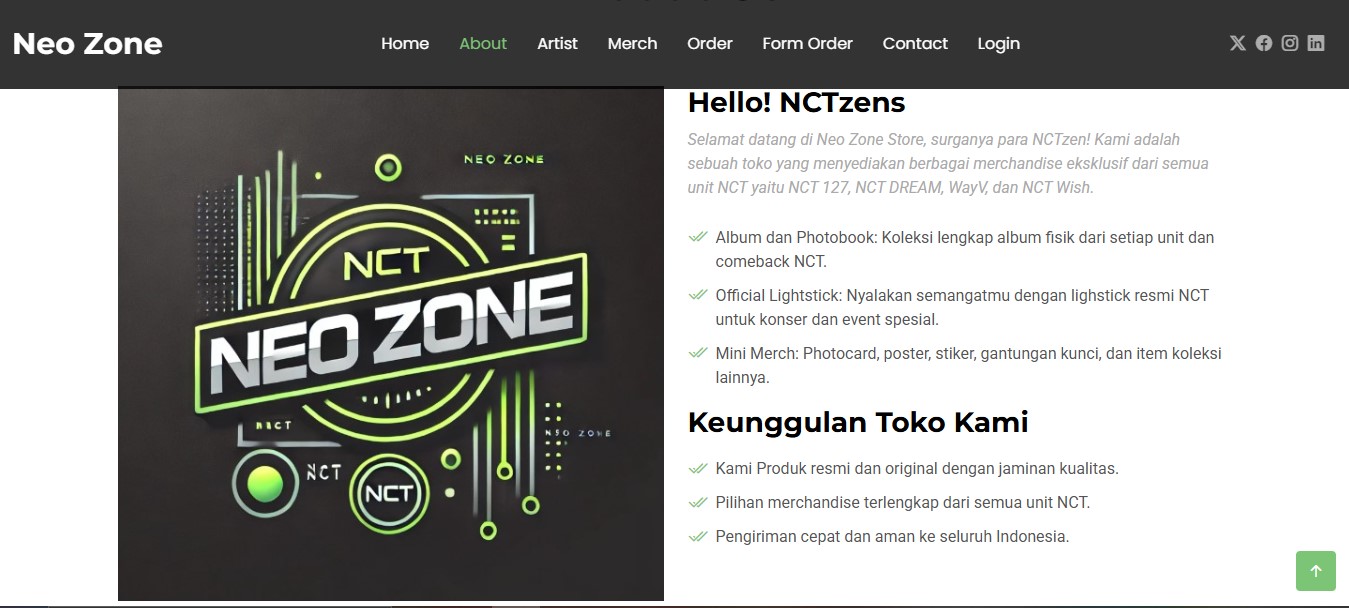 Neo Zone
Home
About
Artist
Merch
Order
Form Order
Contact
Login
NEO ZONE
NCT
NEO ZONE
NCT
NCT
Hello! NCTzens
Selamat datang di Neo Zone Store, surganya para NCTzen! Kami adalah
sebuah toko yang menyediakan berbagai merchandise eksklusif dari semua
unit NCT yaitu NCT 127, NCT DREAM, WayV, dan NCT Wish.
Album dan Photobook: Koleksi lengkap album fisik dari setiap unit dan
comeback NCT.
Official Lightstick: Nyalakan semangatmu dengan lighstick resmi NCT
untuk konser dan event spesial.
Mini Merch: Photocard, poster, stiker, gantungan kunci, dan item koleksi
lainnya.
Keunggulan Toko Kami
Kami Produk resmi dan original dengan jaminan kualitas.
Pilihan merchandise terlengkap dari semua unit NCT.
Pengiriman cepat dan aman ke seluruh Indonesia.